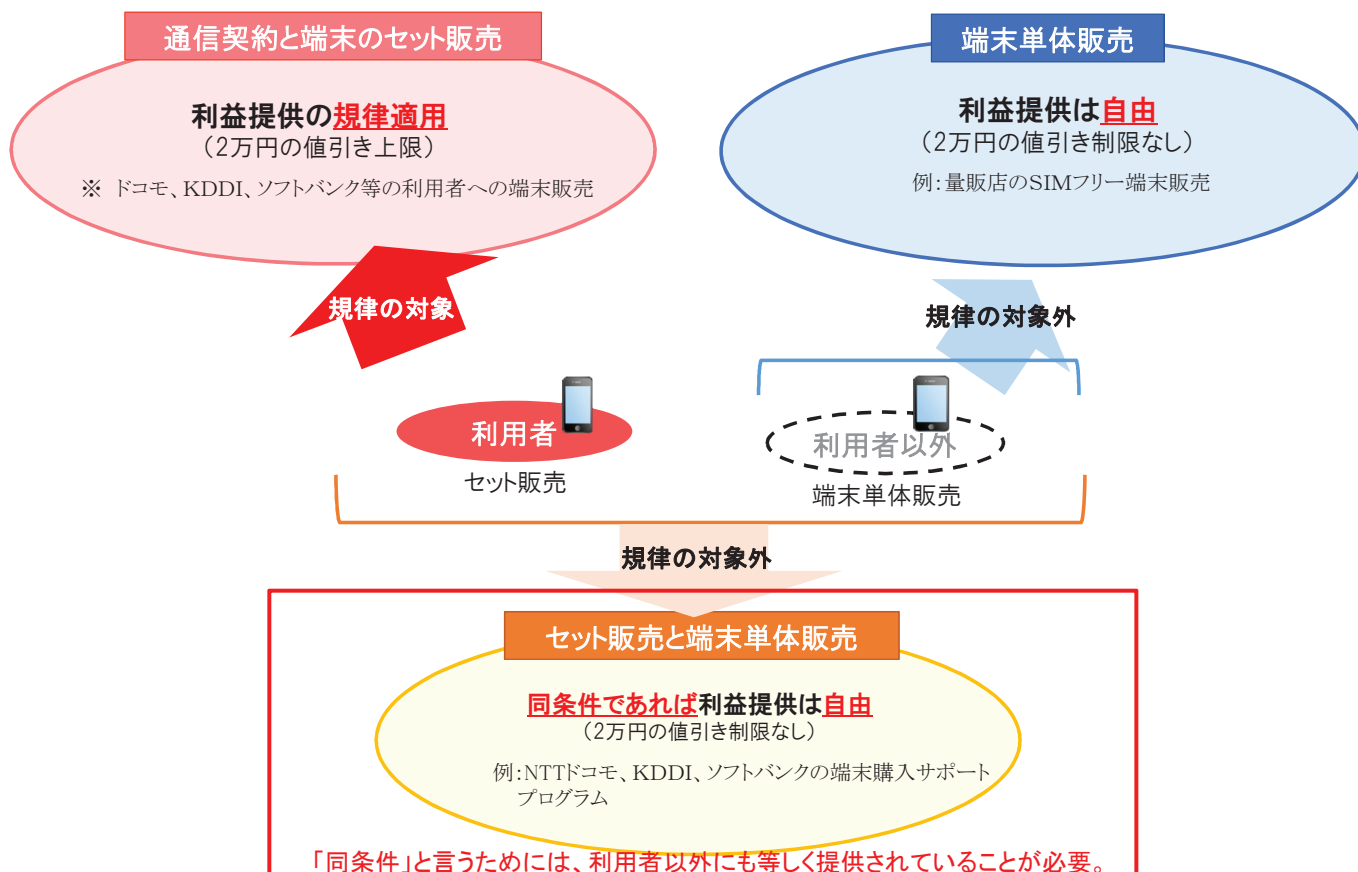 通信契約と端末のセット販売
利益提供の規律適用
（2万円の値引き上限）
※ ドコモ、KDDI、ソフトバンク等の利用者への端末販売
端末単体販売
利益提供は自由
（2万円の値引き制限なし）
例：量販店のSIMフリー端末販売
規律の対象
規律の対象外
利用者
セット販売
利用者以外
端末単体販売
規律の対象外
セット販売と端末単体販売
同条件であれば利益提供は自由
（2万円の値引き制限なし）
例：NTTドコモ、KDDI、ソフトバンクの端末購入サポート
プログラム
「同条件」と言うためには、利用者以外にも等しく提供されていることが必要。